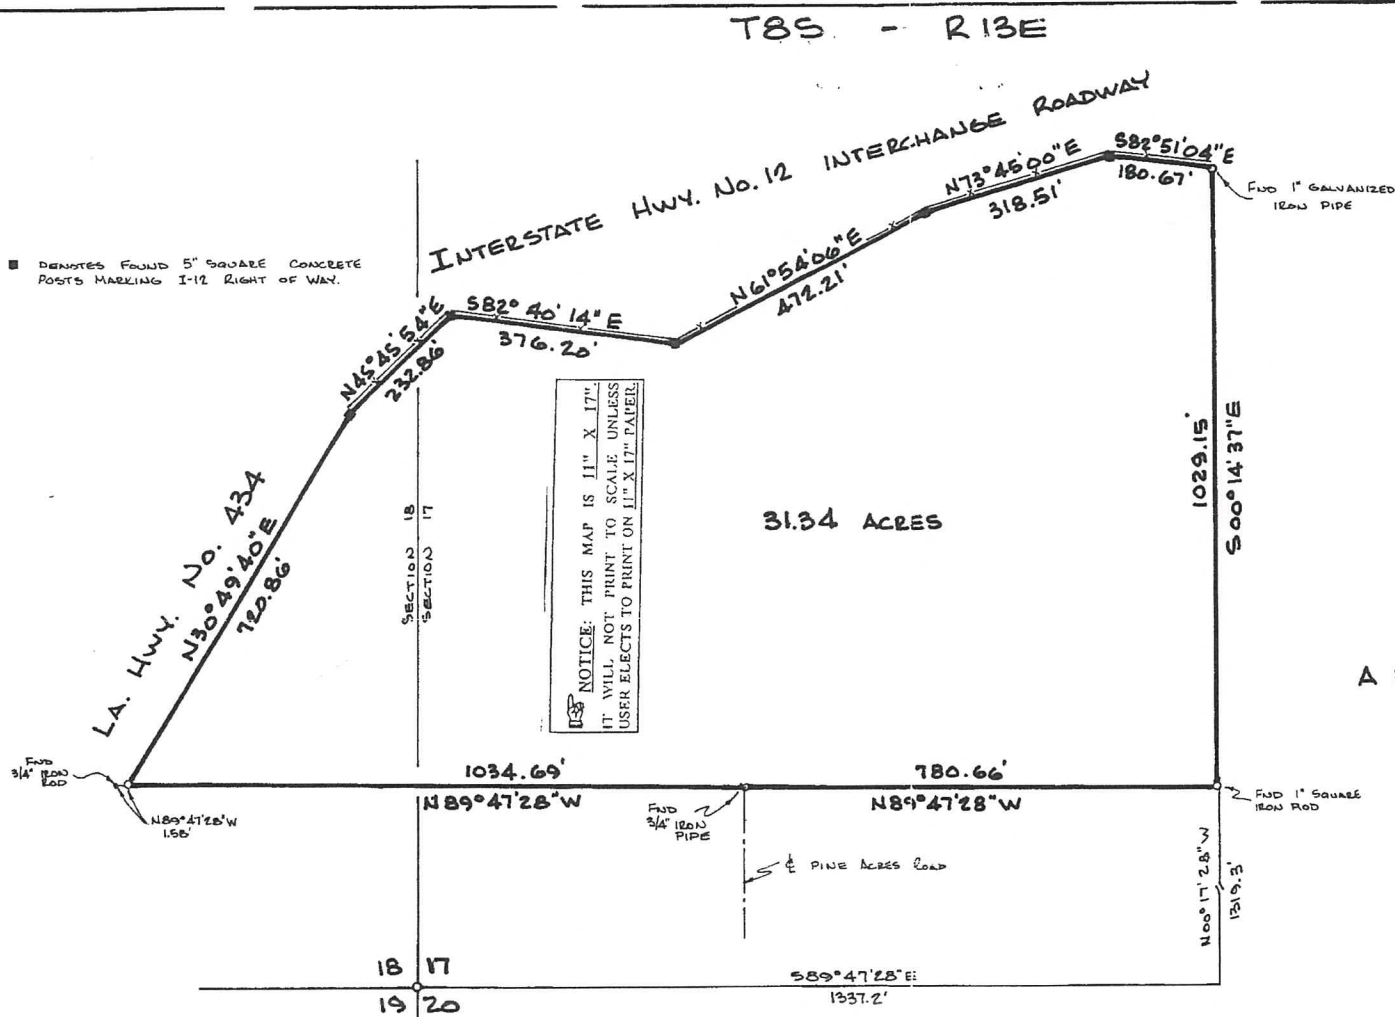 T8S - R13E
INTERSTATE HWY. No. 12 INTERCHANGE ROADWAY
S82°51'04"E
180.67'
N73°45'00"E
318.51'
FND 1" GALVANIZED
IRON PIPE
■ DENOTES FOUND 5" SQUARE CONCRETE
POSTS MARKING I-12 RIGHT OF WAY.
N61°54'06"E
472.21'
S82°40'14"E
376.20'
N45°45'54"E
232.86'
NOTICE: THIS MAP IS 11" X 17".
IT WILL NOT PRINT TO SCALE UNLESS
USER ELECTS TO PRINT ON 11" X 17" PAPER.
1029.15'
S00°14'37"E
LA. HWY. No. 434
N30°49'40"E
720.86'
SECTION 18
SECTION 17
31.34 ACRES
A
FND
3/4" IRON
ROD
N89°47'28"W
1.58'
1034.69'
N89°47'28"W
780.66'
N89°47'28"W
FND
3/4" IRON
PIPE
FND 1" SQUARE
IRON ROD
℄ PINE ACRES ROAD
N00°17'28"W
1319.3'
18 17
19 20
S89°47'28"E
1337.2'